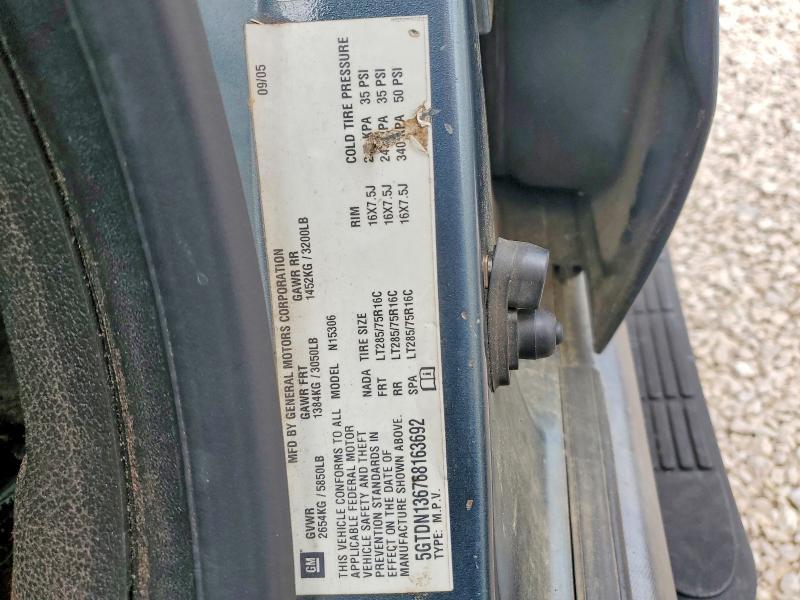 09/05
MFD BY GENERAL MOTORS CORPORATION
GVWR GAWR FRT GAWR RR
2654KG / 5850LB 1384KG / 3050LB 1452KG / 3200LB
THIS VEHICLE CONFORMS TO ALL MODEL N15306
APPLICABLE FEDERAL MOTOR
VEHICLE SAFETY AND THEFT
PREVENTION STANDARDS IN
EFFECT ON THE DATE OF
MANUFACTURE SHOWN ABOVE.
5GTDN136768163692
TYPE: M.P.V.
NADA TIRE SIZE RIM COLD TIRE PRESSURE
FRT LT285/75R16C 16X7.5J KPA 35 PSI
RR LT285/75R16C 16X7.5J 35 PSI
SPA LT285/75R16C 16X7.5J 340 50 PSI
GM